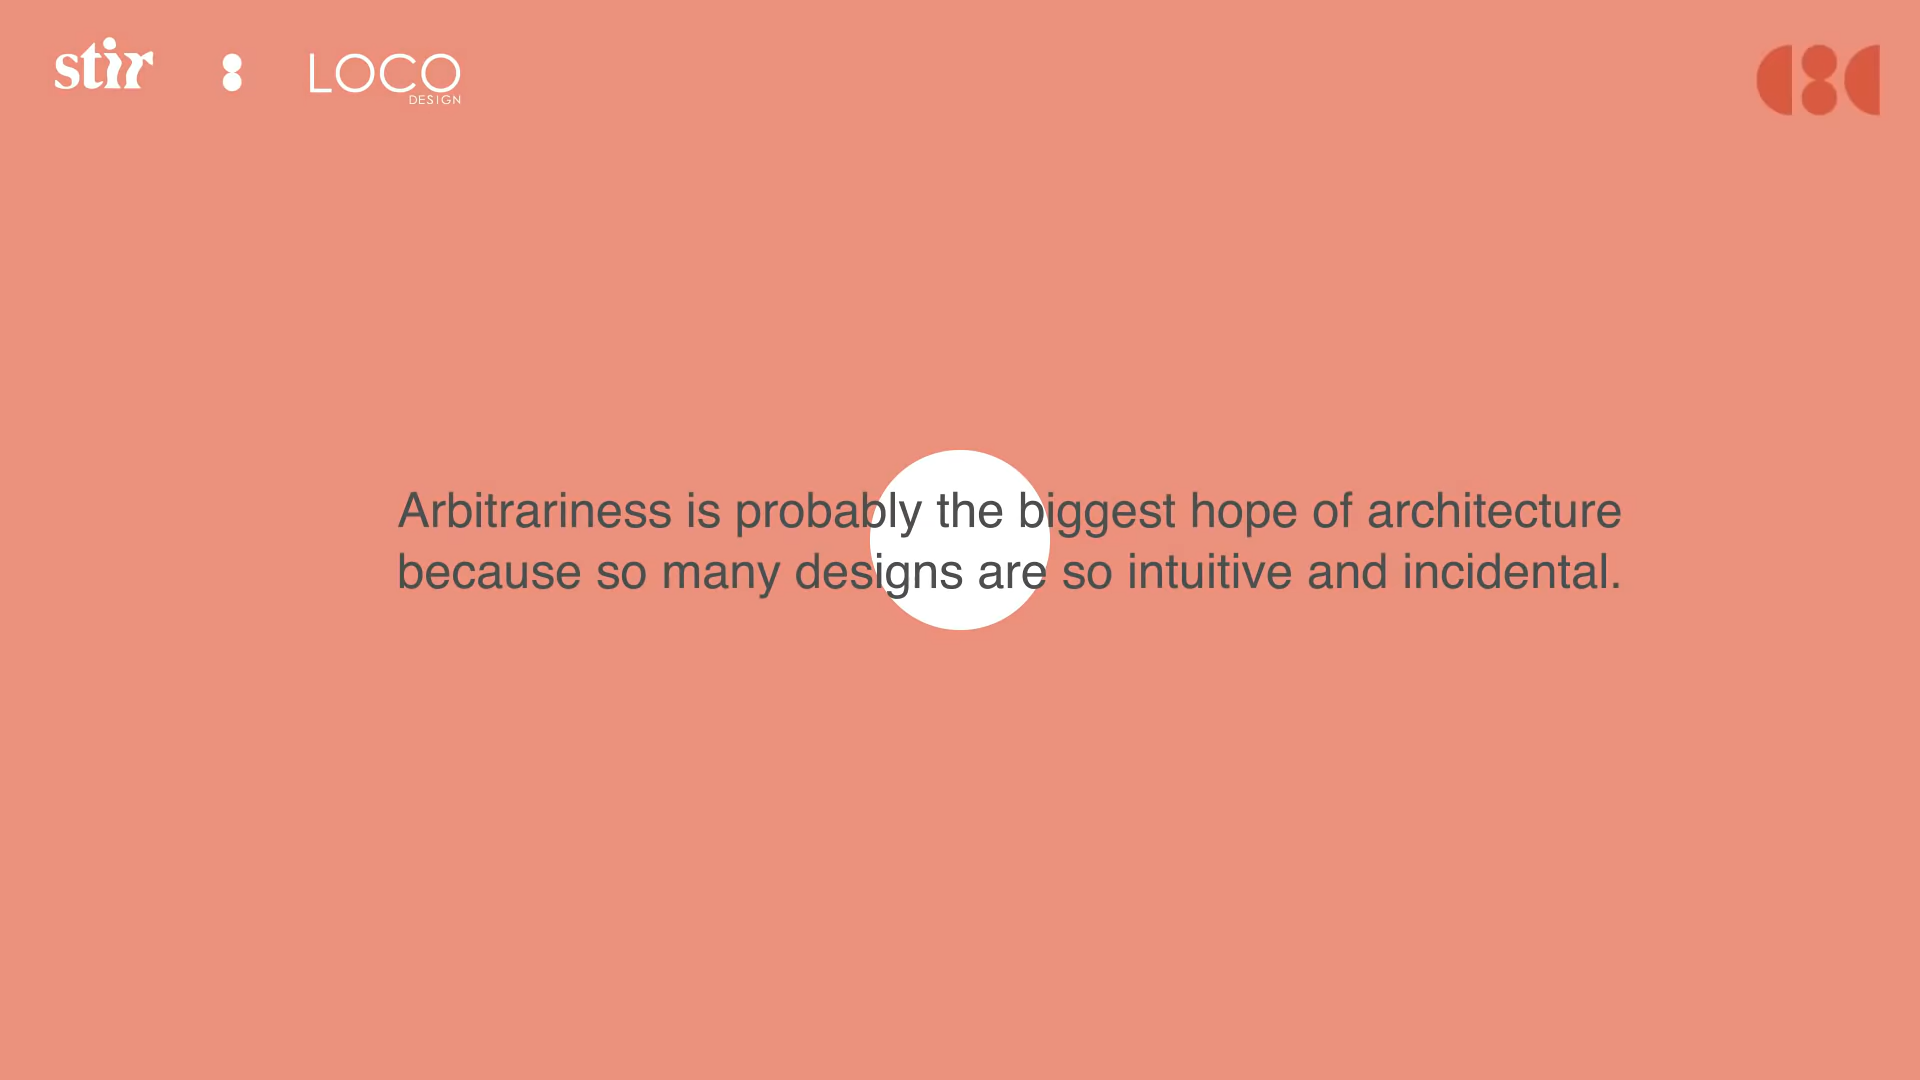 stir
LOCO
DESIGN
Arbitrariness is probably the biggest hope of architecture
because so many designs are so intuitive and incidental.